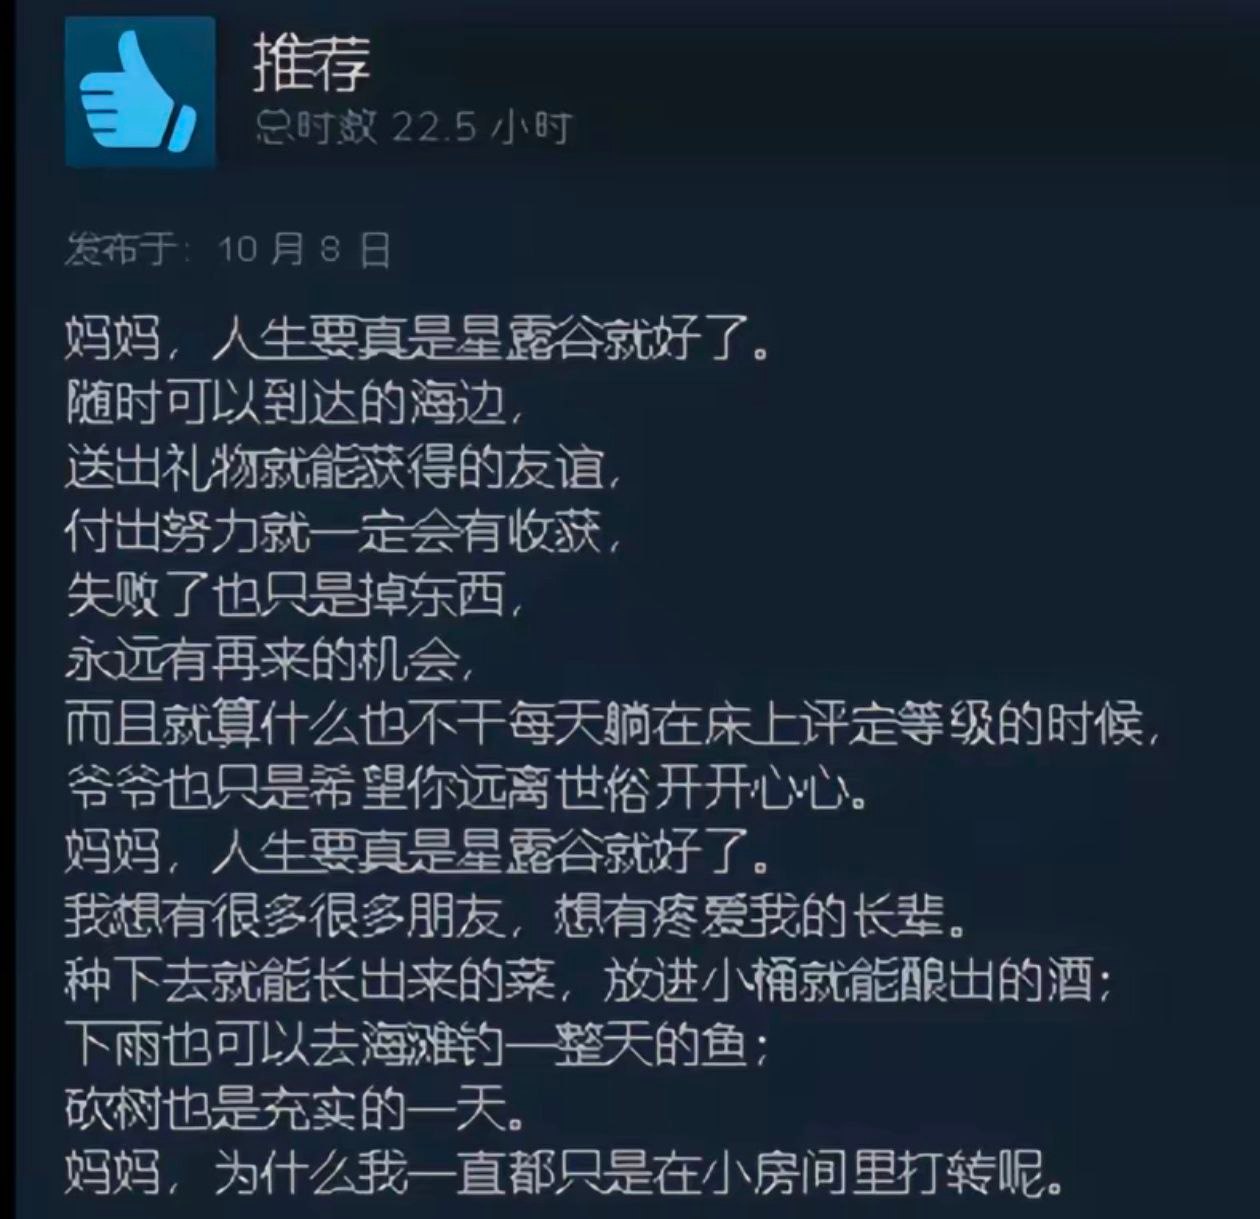 推荐
总时数 22.5 小时
发布于: 10 月 8 日
妈妈，人生要真是星露谷就好了。
随时可以到达的海边，
送出礼物就能获得的友谊，
付出努力就一定会有收获，
失败了也只是掉东西，
永远有再来的机会，
而且就算什么也不干每天躺在床上评定等级的时候，
爷爷也只是希望你远离世俗开开心心。
妈妈，人生要真是星露谷就好了。
我想有很多很多朋友，想有疼爱我的长辈。
种下去就能长出来的菜，放进小桶就能酿出的酒；
下雨也可以去海滩钓一整天的鱼；
砍树也是充实的一天。
妈妈，为什么我一直都只是在小房间里打转呢。